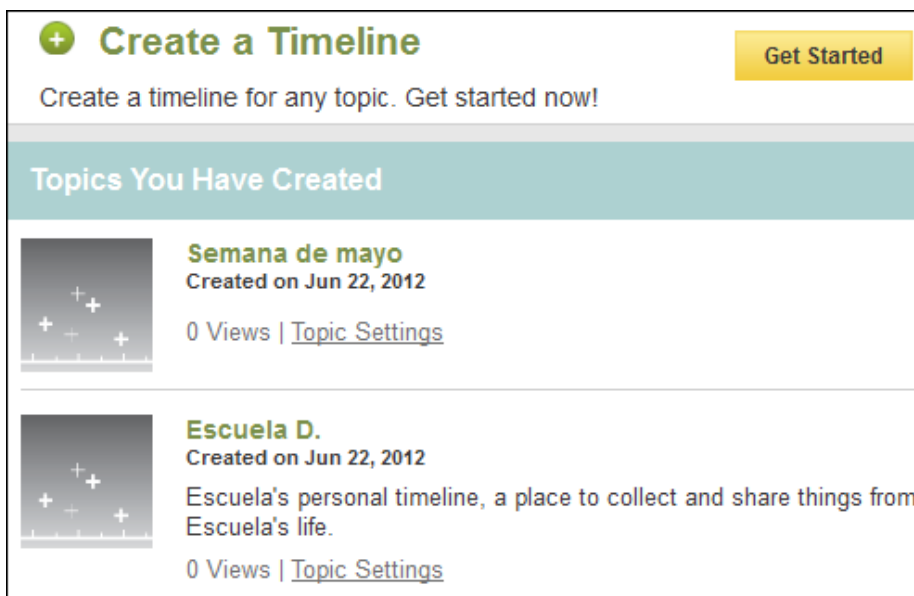 Create a Timeline
Get Started
Create a timeline for any topic. Get started now!
Topics You Have Created
Semana de mayo
Created on Jun 22, 2012
0 Views | Topic Settings
Escuela D.
Created on Jun 22, 2012
Escuela's personal timeline, a place to collect and share things from
Escuela's life.
0 Views | Topic Settings